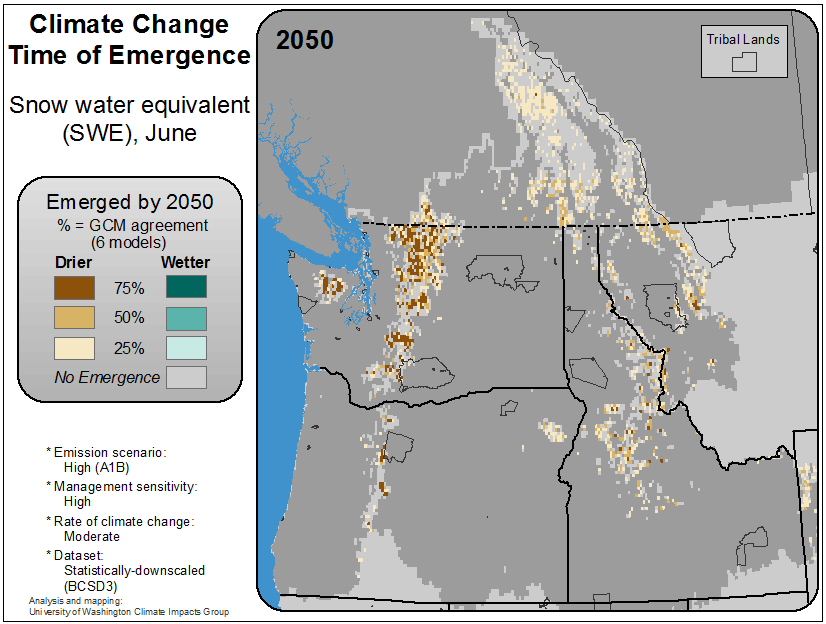 Climate Change
Time of Emergence
Snow water equivalent
(SWE), June
Emerged by 2050
% = GCM agreement
(6 models)
Drier Wetter
75%
50%
25%
No Emergence
* Emission scenario:
High (A1B)
* Management sensitivity:
High
* Rate of climate change:
Moderate
* Dataset:
Statistically-downscaled
(BCSD3)
Analysis and mapping:
University of Washington Climate Impacts Group
2050
Tribal Lands